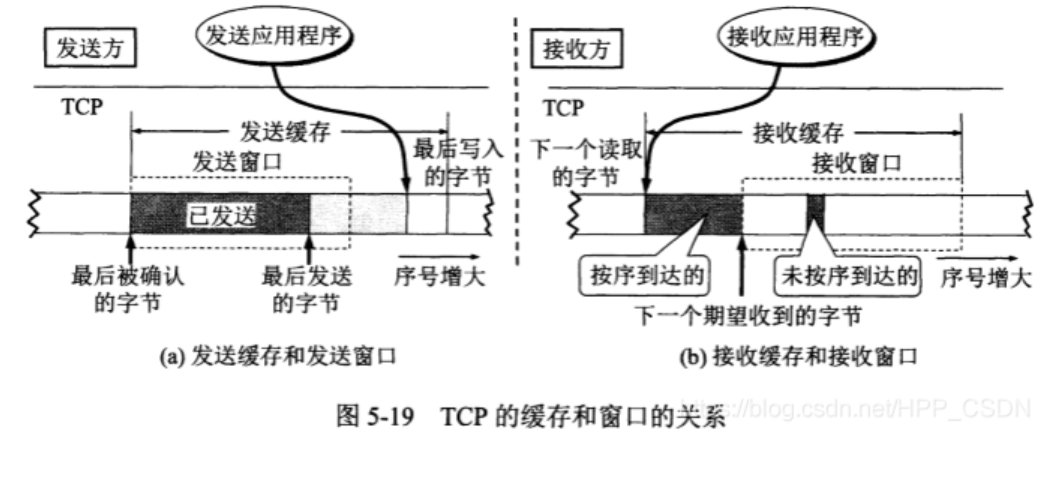 发送方
发送应用程序
TCP
发送缓存
发送窗口
最后写入
的字节
已发送
最后被确认
的字节
最后发送
的字节
序号增大
(a) 发送缓存和发送窗口
接收方
接收应用程序
TCP
接收缓存
下一个读取
的字节
接收窗口
按序到达的
未按序到达的
序号增大
下一个期望收到的字节
(b) 接收缓存和接收窗口
图 5-19 TCP 的缓存和窗口的关系
https://blog.csdn.net/HPP_CSDN